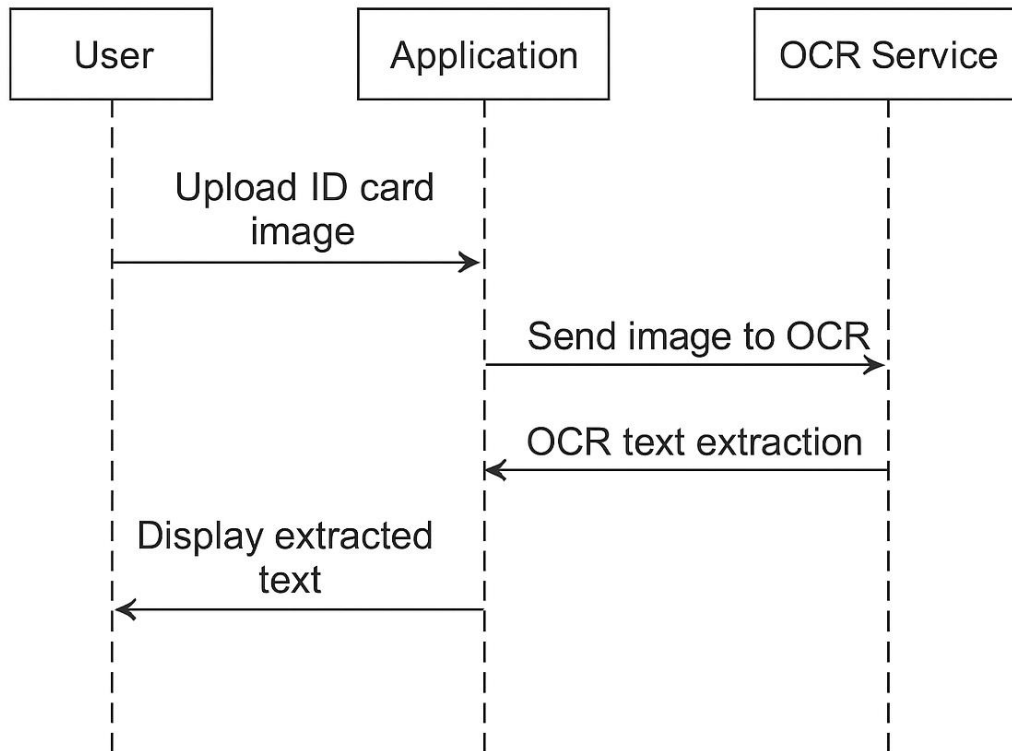 User
Application
OCR Service
Upload ID card
image
Send image to OCR
OCR text extraction
Display extracted
text